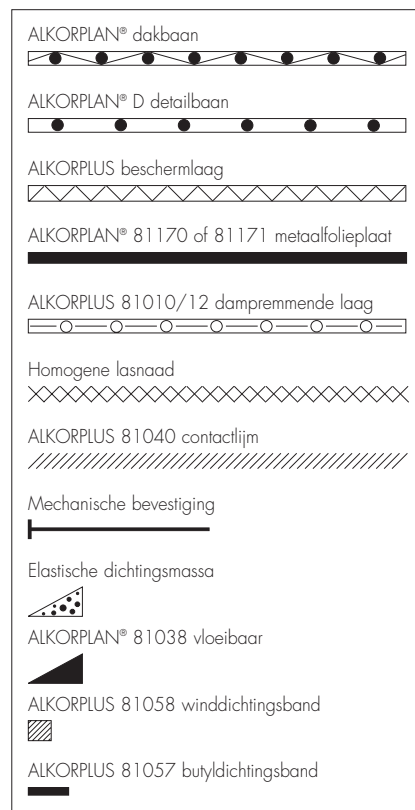 ALKORPLAN® dakbaan
ALKORPLAN® D detailbaan
ALKORPLUS beschermlaag
ALKORPLAN® 81170 of 81171 metaalfolieplaat
ALKORPLUS 81010/12 dampremmende laag
Homogene lasnaad
ALKORPLUS 81040 contactlijm
Mechanische bevestiging
Elastische dichtingsmassa
ALKORPLAN® 81038 vloeibaar
ALKORPLUS 81058 winddichtingsband
ALKORPLUS 81057 butyldichtingsband